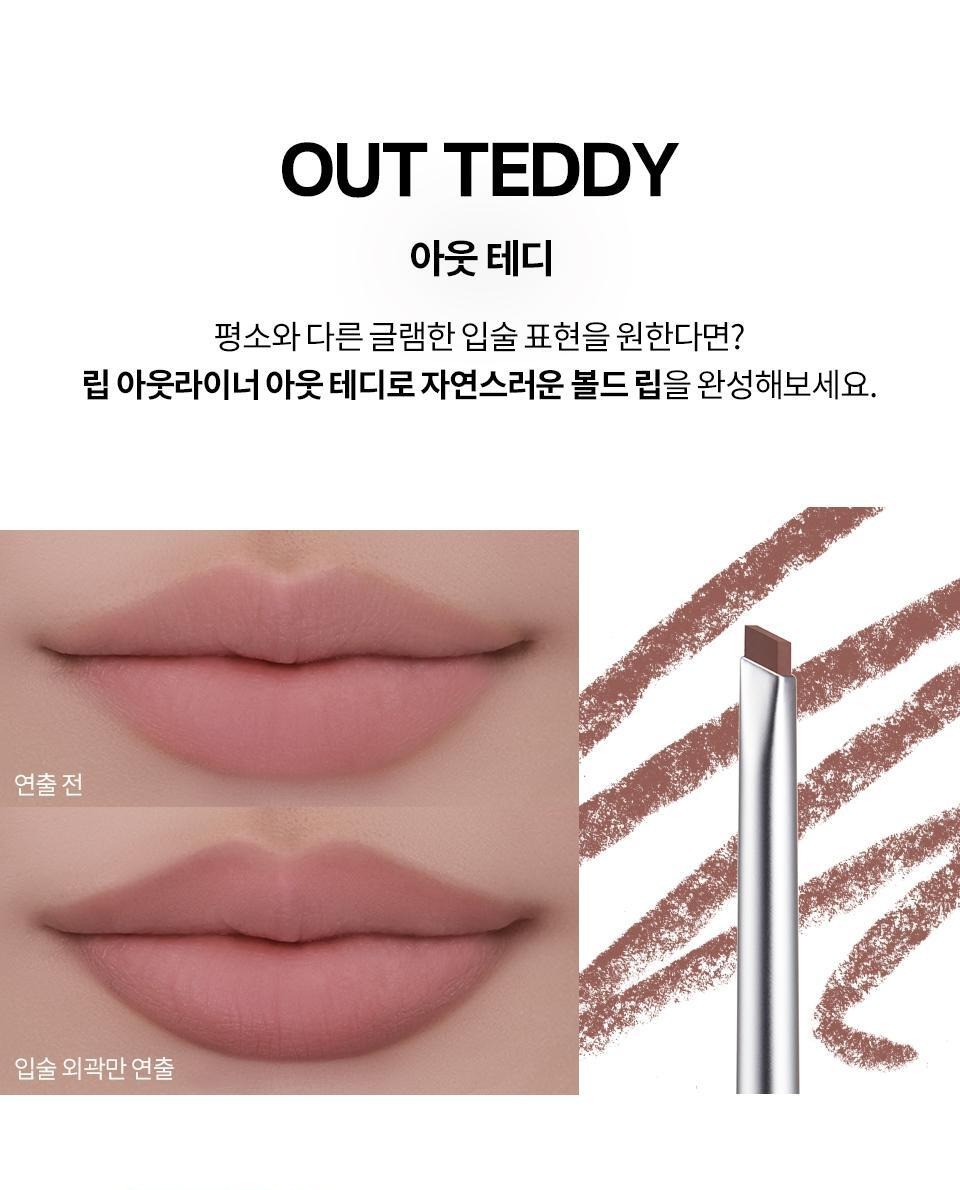 OUT TEDDY
아웃 테디
평소와 다른 글램한 입술 표현을 원한다면?
립 아웃라이너 아웃 테디로 자연스러운 볼드 립을 완성해보세요.
연출 전
입술 외곽만 연출